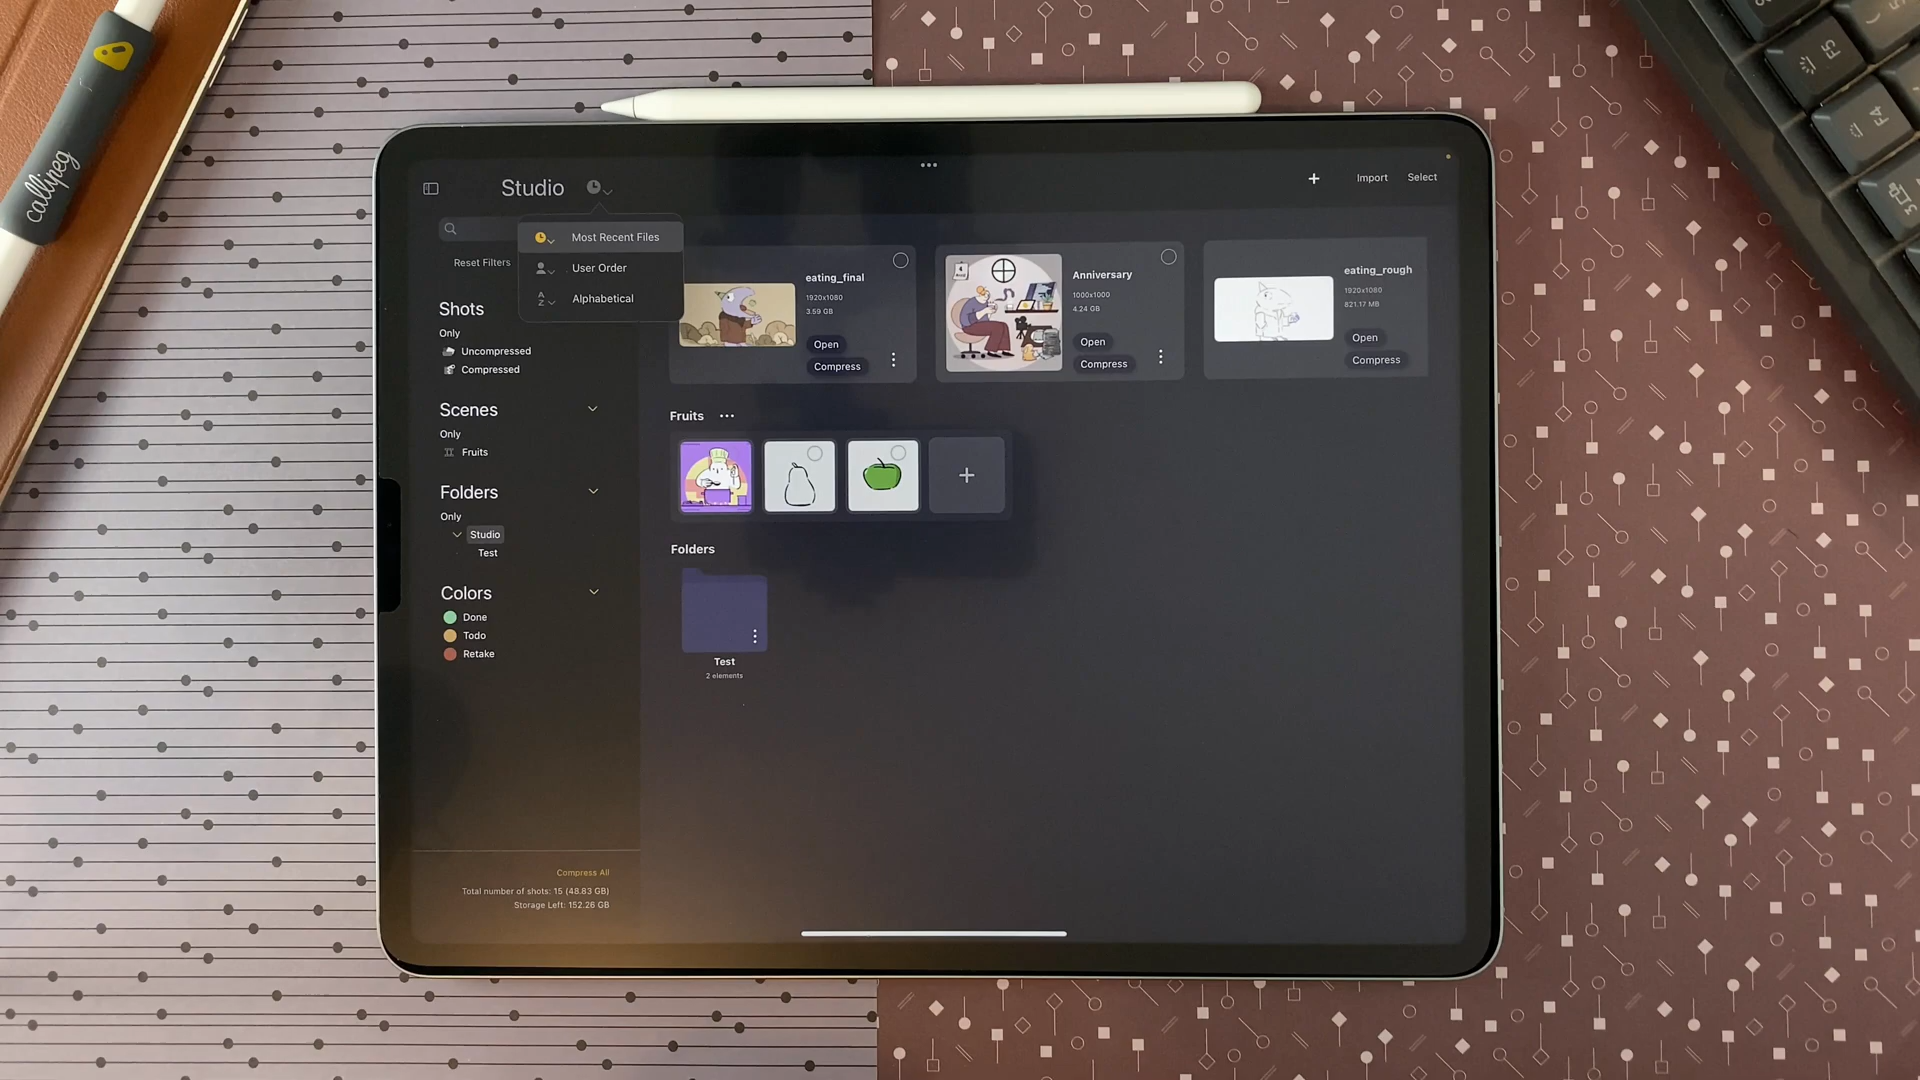 callipeg
Studio
Import
Select
Most Recent Files
User Order
Alphabetical
Reset Filters
Shots
Only
Uncompressed
Compressed
Scenes
Only
Fruits
Folders
Only
Studio
Test
Colors
Done
Todo
Retake
Compress All
Total number of shots: 15 (48.83 GB)
Storage Left: 152.26 GB
eating_final
1920x1080
3.59 GB
Open
Compress
Anniversary
1000x1000
4.24 GB
Open
Compress
eating_rough
1920x1080
821.17 MB
Open
Compress
Fruits
Folders
Test
2 elements
F5
F4